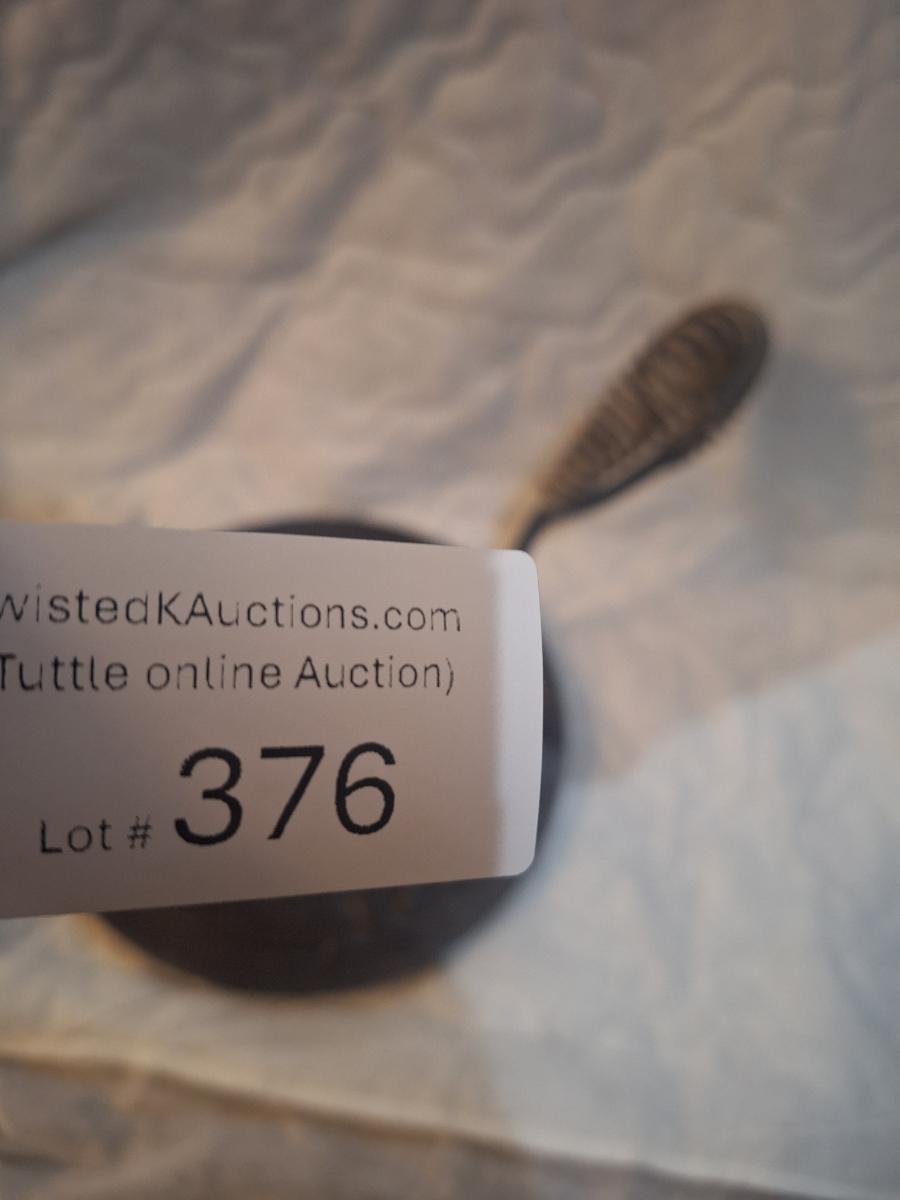 wistedKAuctions.com
Tuttle online Auction)
Lot # 376